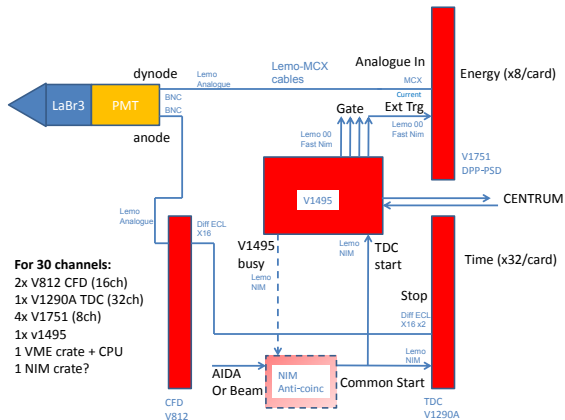 dynode
Lemo
Analogue
Lemo-MCX
cables
Analogue In
MCX
Current
Energy (x8/card)
LaBr3
PMT
BNC
BNC
anode
Gate
Ext Trg
Lemo 00
Fast Nim
Lemo 00
Fast Nim
V1751
DPP-PSD
V1495
CENTRUM
Lemo
Analogue
Diff ECL
X16
V1495
busy
Lemo
NIM
Lemo
NIM
TDC
start
Time (x32/card)
For 30 channels:
2x V812 CFD (16ch)
1x V1290A TDC (32ch)
4x V1751 (8ch)
1x v1495
1 VME crate + CPU
1 NIM crate?
Stop
Diff ECL
X16 x2
Lemo
NIM
AIDA
Or Beam
NIM
Anti-coinc
Common Start
CFD
V812
TDC
V1290A